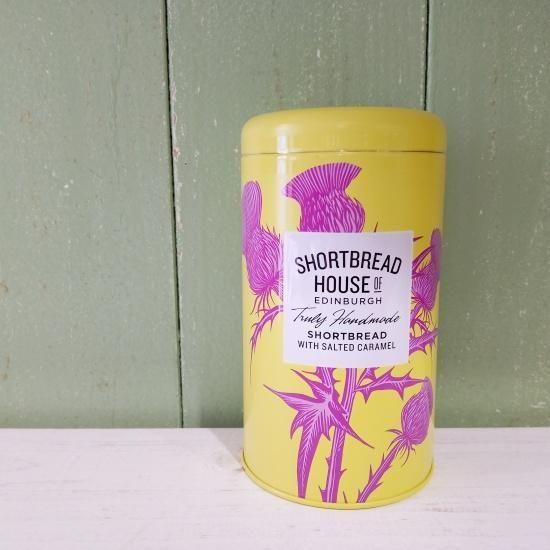 SHORTBREAD
HOUSE OF
EDINBURGH
Truly Handmade
SHORTBREAD
WITH SALTED CARAMEL